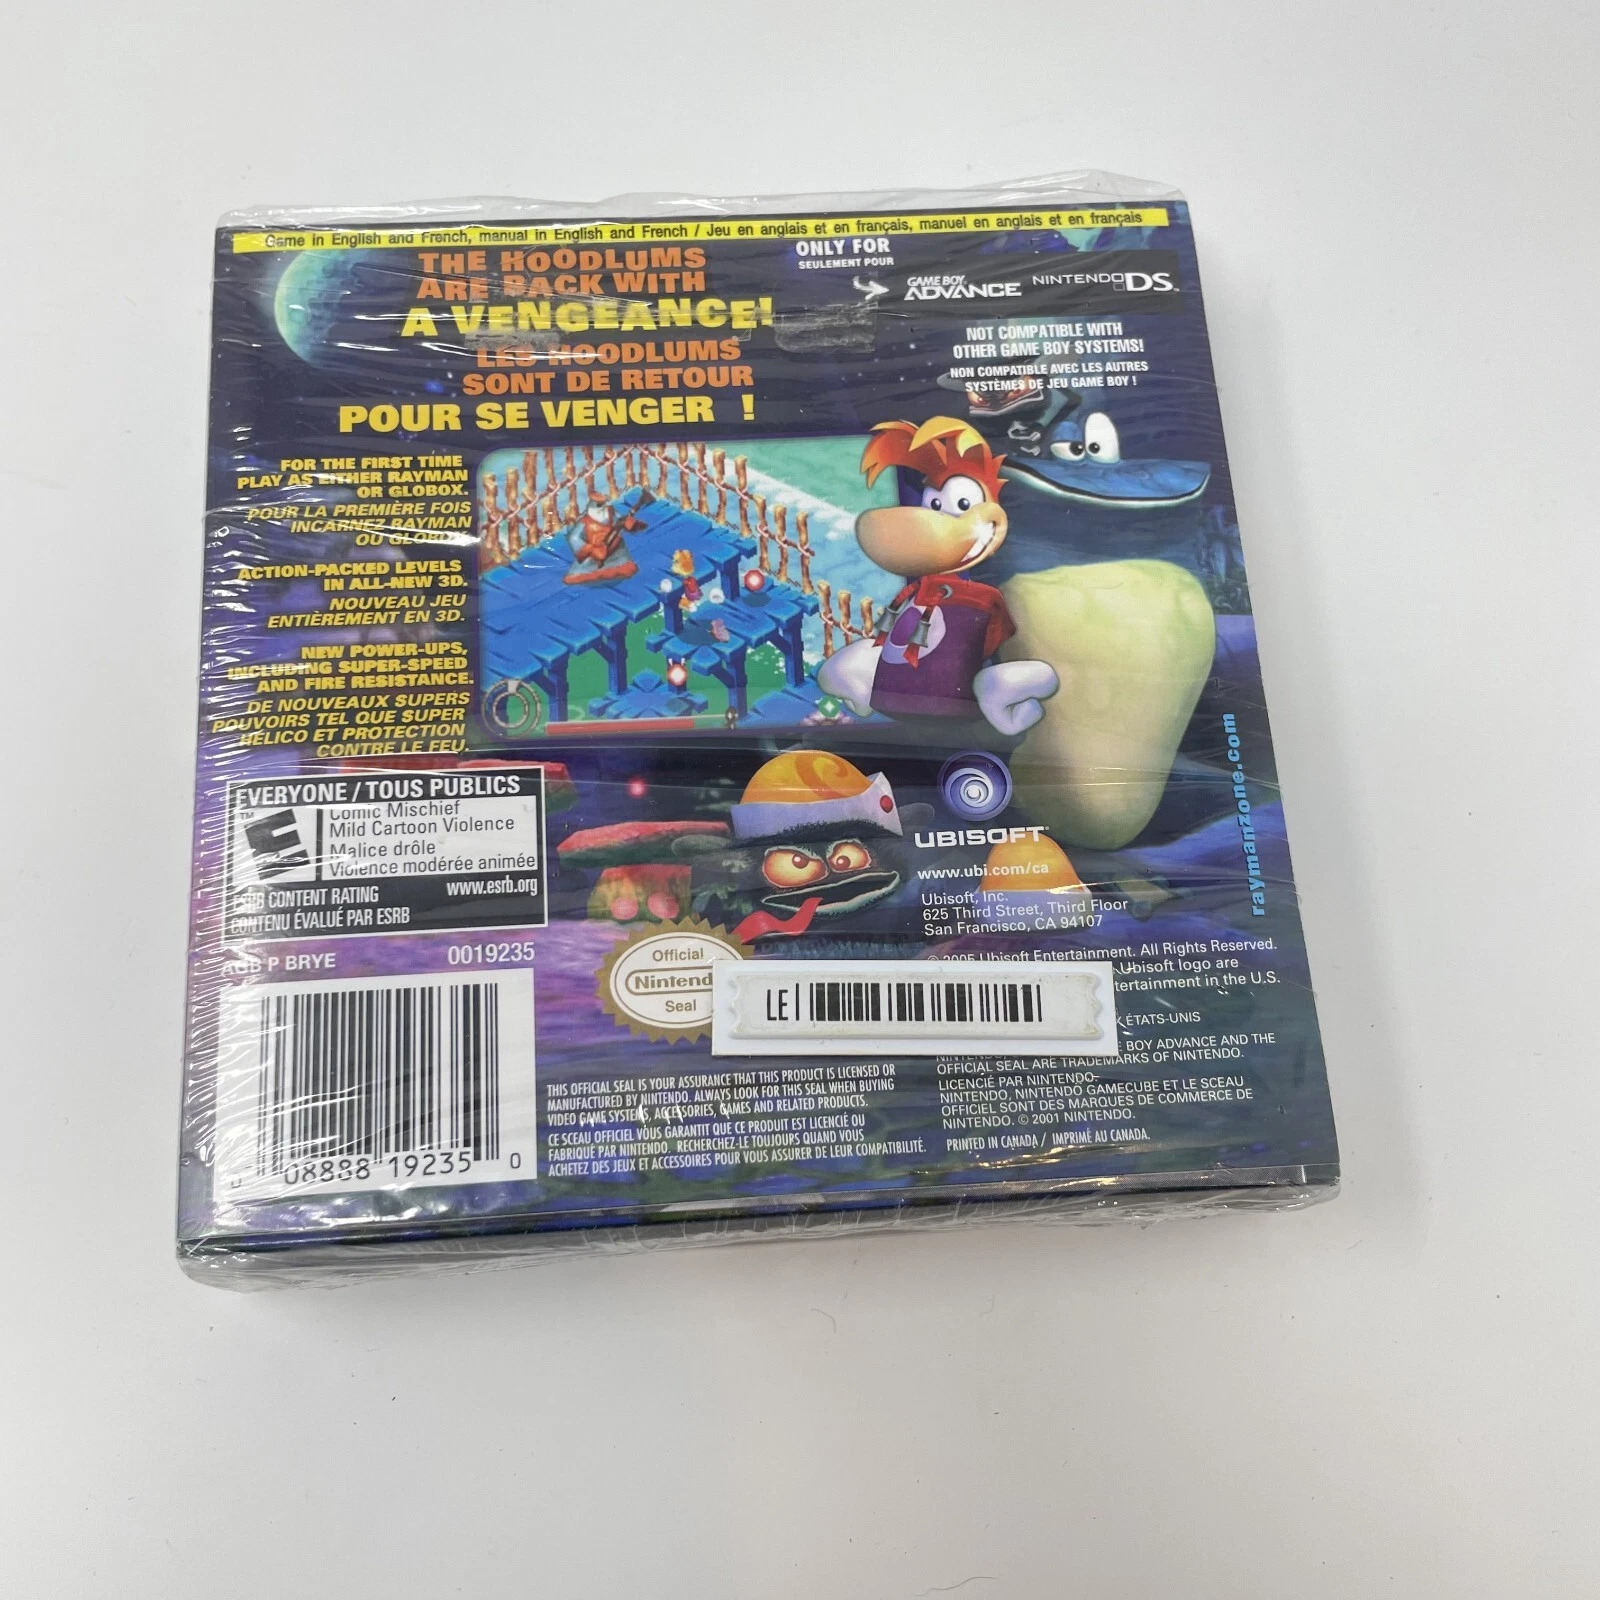 Game in English and French, manual in English and French / Jeu en anglais et en français, manuel en anglais et en français
THE HOODLUMS
ARE BACK WITH
A VENGEANCE!
LES HOODLUMS
SONT DE RETOUR
POUR SE VENGER !
ONLY FOR
SEULEMENT POUR
GAME BOY
ADVANCE
NINTENDO DS™
NOT COMPATIBLE WITH
OTHER GAME BOY SYSTEMS!
NON COMPATIBLE AVEC LES AUTRES
SYSTÈMES DE JEU GAME BOY !
FOR THE FIRST TIME
PLAY AS EITHER RAYMAN
OR GLOBOX.
POUR LA PREMIÈRE FOIS
INCARNEZ RAYMAN
OU GLOBOX.
ACTION-PACKED LEVELS
IN ALL-NEW 3D.
NOUVEAU JEU
ENTIÈREMENT EN 3D.
NEW POWER-UPS,
INCLUDING SUPER-SPEED
AND FIRE RESISTANCE.
DE NOUVEAUX SUPERS
POUVOIRS TEL QUE SUPER
HÉLICO ET PROTECTION
CONTRE LE FEU.
EVERYONE / TOUS PUBLICS
E
Comic Mischief
Mild Cartoon Violence
Malice drôle
Violence modérée animée
ESRB CONTENT RATING
www.esrb.org
CONTENU ÉVALUÉ PAR ESRB
AGB P BRYE
0019235
0 08888 19235 0
raymanzone.com
UBISOFT®
www.ubi.com/ca
Ubisoft, Inc.
625 Third Street, Third Floor
San Francisco, CA 94107
© 2005 Ubisoft Entertainment. All Rights Reserved.
Ubisoft logo are
tertainment in the U.S.
ÉTATS-UNIS
Official
Nintend
Seal
LE
BOY ADVANCE AND THE
OFFICIAL SEAL ARE TRADEMARKS OF NINTENDO.
LICENCIÉ PAR NINTENDO.
NINTENDO, NINTENDO GAMECUBE ET LE SCEAU
OFFICIEL SONT DES MARQUES DE COMMERCE DE
NINTENDO. © 2001 NINTENDO.
PRINTED IN CANADA / IMPRIMÉ AU CANADA.
THIS OFFICIAL SEAL IS YOUR ASSURANCE THAT THIS PRODUCT IS LICENSED OR
MANUFACTURED BY NINTENDO. ALWAYS LOOK FOR THIS SEAL WHEN BUYING
VIDEO GAME SYSTEMS, ACCESSORIES, GAMES AND RELATED PRODUCTS.
CE SCEAU OFFICIEL VOUS GARANTIT QUE CE PRODUIT EST LICENCIÉ OU
FABRIQUÉ PAR NINTENDO. RECHERCHEZ-LE TOUJOURS QUAND VOUS
ACHETEZ DES JEUX ET ACCESSOIRES POUR VOUS ASSURER DE LEUR COMPATIBILITÉ.